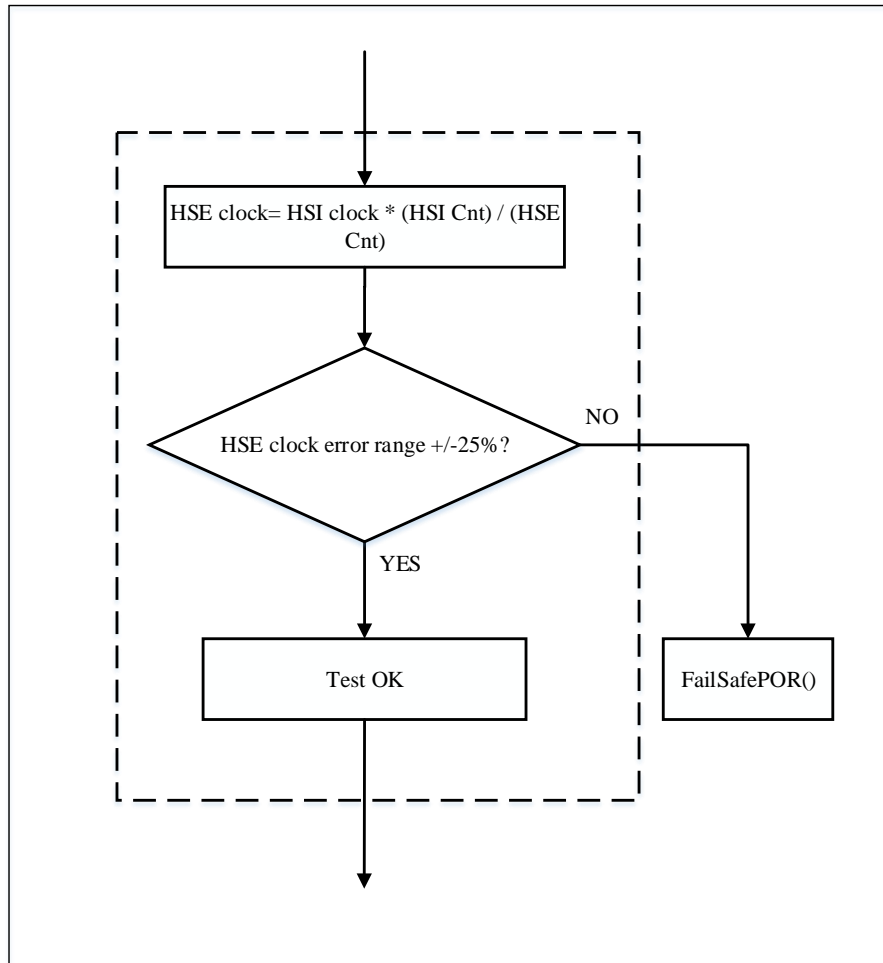 HSE clock= HSI clock * (HSI Cnt) / (HSE
Cnt)
HSE clock error range +/-25%?
NO
YES
Test OK
FailSafePOR()